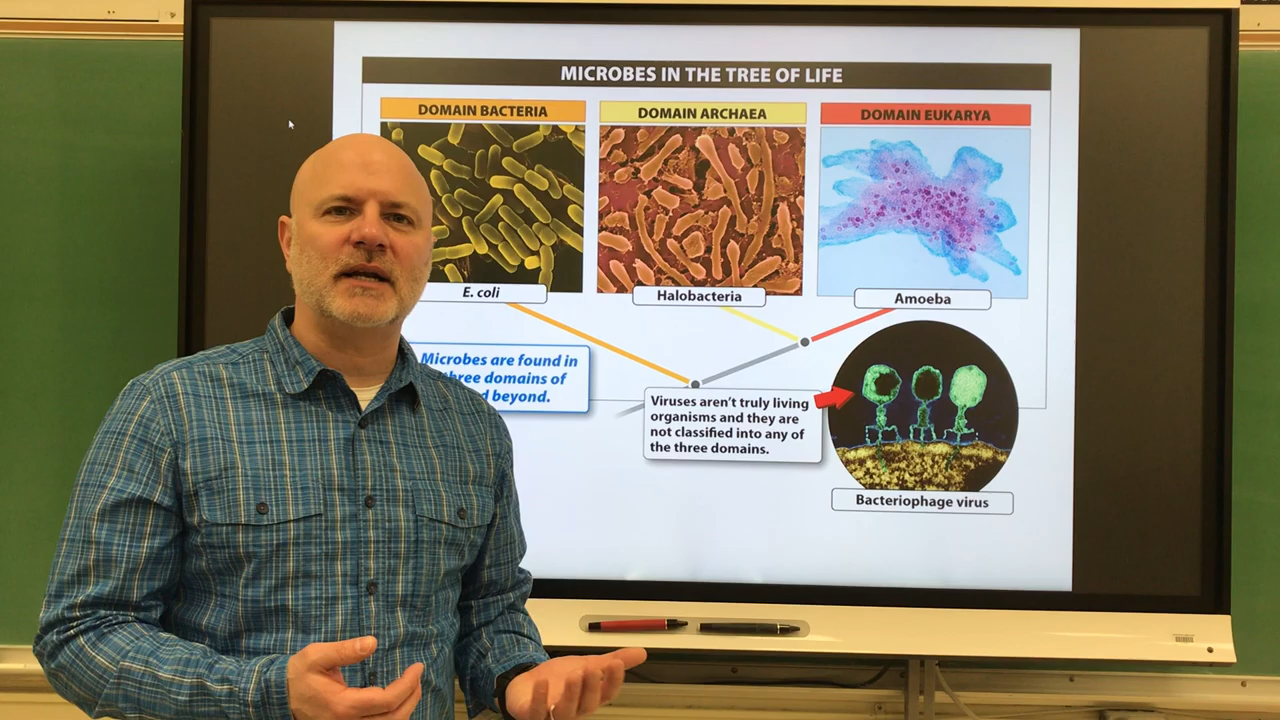 MICROBES IN THE TREE OF LIFE
DOMAIN BACTERIA
DOMAIN ARCHAEA
DOMAIN EUKARYA
E. coli
Halobacteria
Amoeba
Microbes are found in
three domains of
beyond.
Viruses aren't truly living
organisms and they are
not classified into any of
the three domains.
Bacteriophage virus